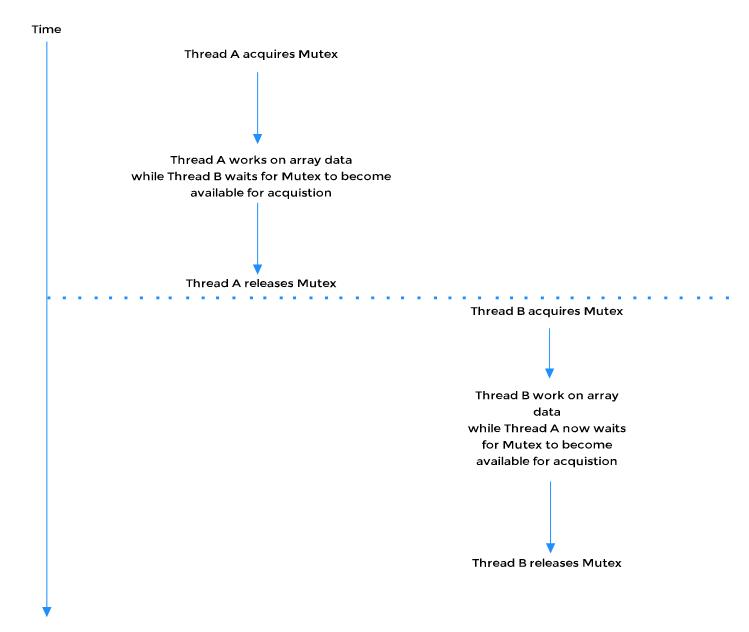 Time
Thread A acquires Mutex
Thread A works on array data
while Thread B waits for Mutex to become
available for acquistion
Thread A releases Mutex
Thread B acquires Mutex
Thread B work on array
data
while Thread A now waits
for Mutex to become
available for acquistion
Thread B releases Mutex